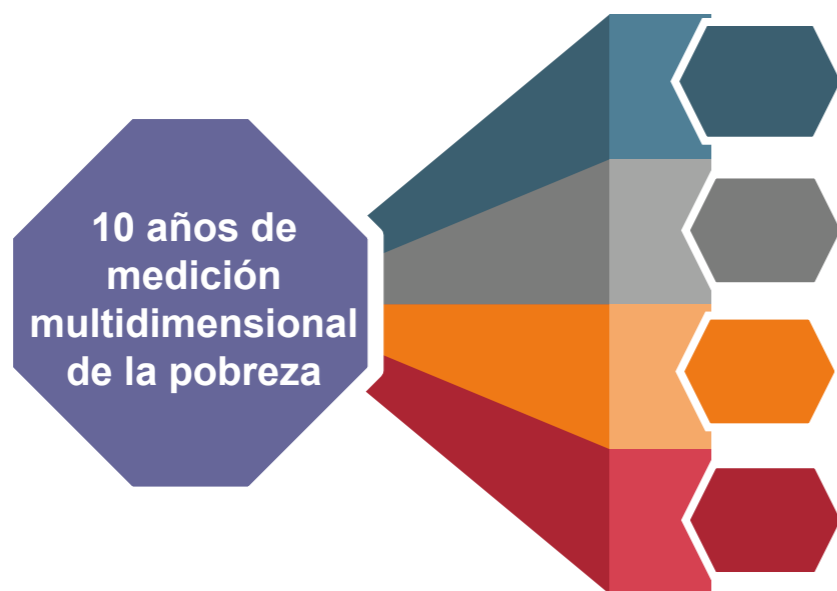 10 años de
medición
multidimensional
de la pobreza